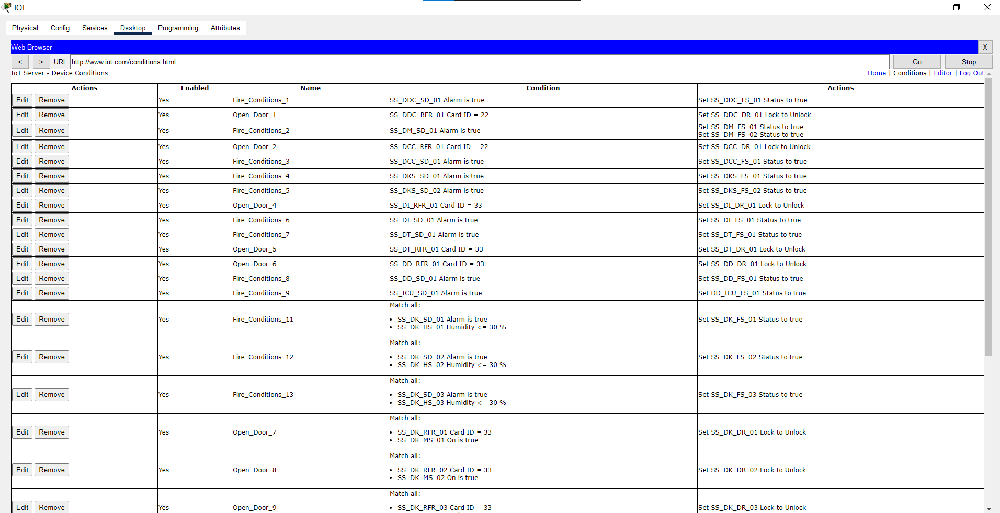 IOT
Physical Config Services Desktop Programming Attributes
Web Browser X
< > URL http://www.iot.com/conditions.html Go Stop
IoT Server - Device Conditions Home | Conditions | Editor | Log Out
Actions Enabled Name Condition Actions
Edit Remove Yes Fire_Conditions_1 SS_DDC_SD_01 Alarm is true Set SS_DDC_FS_01 Status to true
Edit Remove Yes Open_Door_1 SS_DDC_RFR_01 Card ID = 22 Set SS_DDC_DR_01 Lock to Unlock
Edit Remove Yes Fire_Conditions_2 SS_DM_SD_01 Alarm is true Set SS_DM_FS_01 Status to true
Set SS_DM_FS_02 Status to true
Edit Remove Yes Open_Door_2 SS_DCC_RFR_01 Card ID = 22 Set SS_DCC_DR_01 Lock to Unlock
Edit Remove Yes Fire_Conditions_3 SS_DCC_SD_01 Alarm is true Set SS_DCC_FS_01 Status to true
Edit Remove Yes Fire_Conditions_4 SS_DKS_SD_01 Alarm is true Set SS_DKS_FS_01 Status to true
Edit Remove Yes Fire_Conditions_5 SS_DKS_SD_02 Alarm is true Set SS_DKS_FS_02 Status to true
Edit Remove Yes Open_Door_4 SS_DI_RFR_01 Card ID = 33 Set SS_DI_DR_01 Lock to Unlock
Edit Remove Yes Fire_Conditions_6 SS_DI_SD_01 Alarm is true Set SS_DI_FS_01 Status to true
Edit Remove Yes Fire_Conditions_7 SS_DT_SD_01 Alarm is true Set SS_DT_FS_01 Status to true
Edit Remove Yes Open_Door_5 SS_DT_RFR_01 Card ID = 33 Set SS_DT_DR_01 Lock to Unlock
Edit Remove Yes Open_Door_6 SS_DD_RFR_01 Card ID = 33 Set SS_DD_DR_01 Lock to Unlock
Edit Remove Yes Fire_Conditions_8 SS_DD_SD_01 Alarm is true Set SS_DD_FS_01 Status to true
Edit Remove Yes Fire_Conditions_9 SS_ICU_SD_01 Alarm is true Set DD_ICU_FS_01 Status to true
Match all:
Edit Remove Yes Fire_Conditions_11 • SS_DK_SD_01 Alarm is true Set SS_DK_FS_01 Status to true
• SS_DK_HS_01 Humidity <= 30 %
Match all:
Edit Remove Yes Fire_Conditions_12 • SS_DK_SD_02 Alarm is true Set SS_DK_FS_02 Status to true
• SS_DK_HS_02 Humidity <= 30 %
Match all:
Edit Remove Yes Fire_Conditions_13 • SS_DK_SD_03 Alarm is true Set SS_DK_FS_03 Status to true
• SS_DK_HS_03 Humidity <= 30 %
Match all:
Edit Remove Yes Open_Door_7 • SS_DK_RFR_01 Card ID = 33 Set SS_DK_DR_01 Lock to Unlock
• SS_DK_MS_01 On is true
Match all:
Edit Remove Yes Open_Door_8 • SS_DK_RFR_02 Card ID = 33 Set SS_DK_DR_02 Lock to Unlock
• SS_DK_MS_02 On is true
Match all:
Edit Remove Yes Open_Door_9 • SS_DK_RFR_03 Card ID = 33 Set SS_DK_DR_03 Lock to Unlock